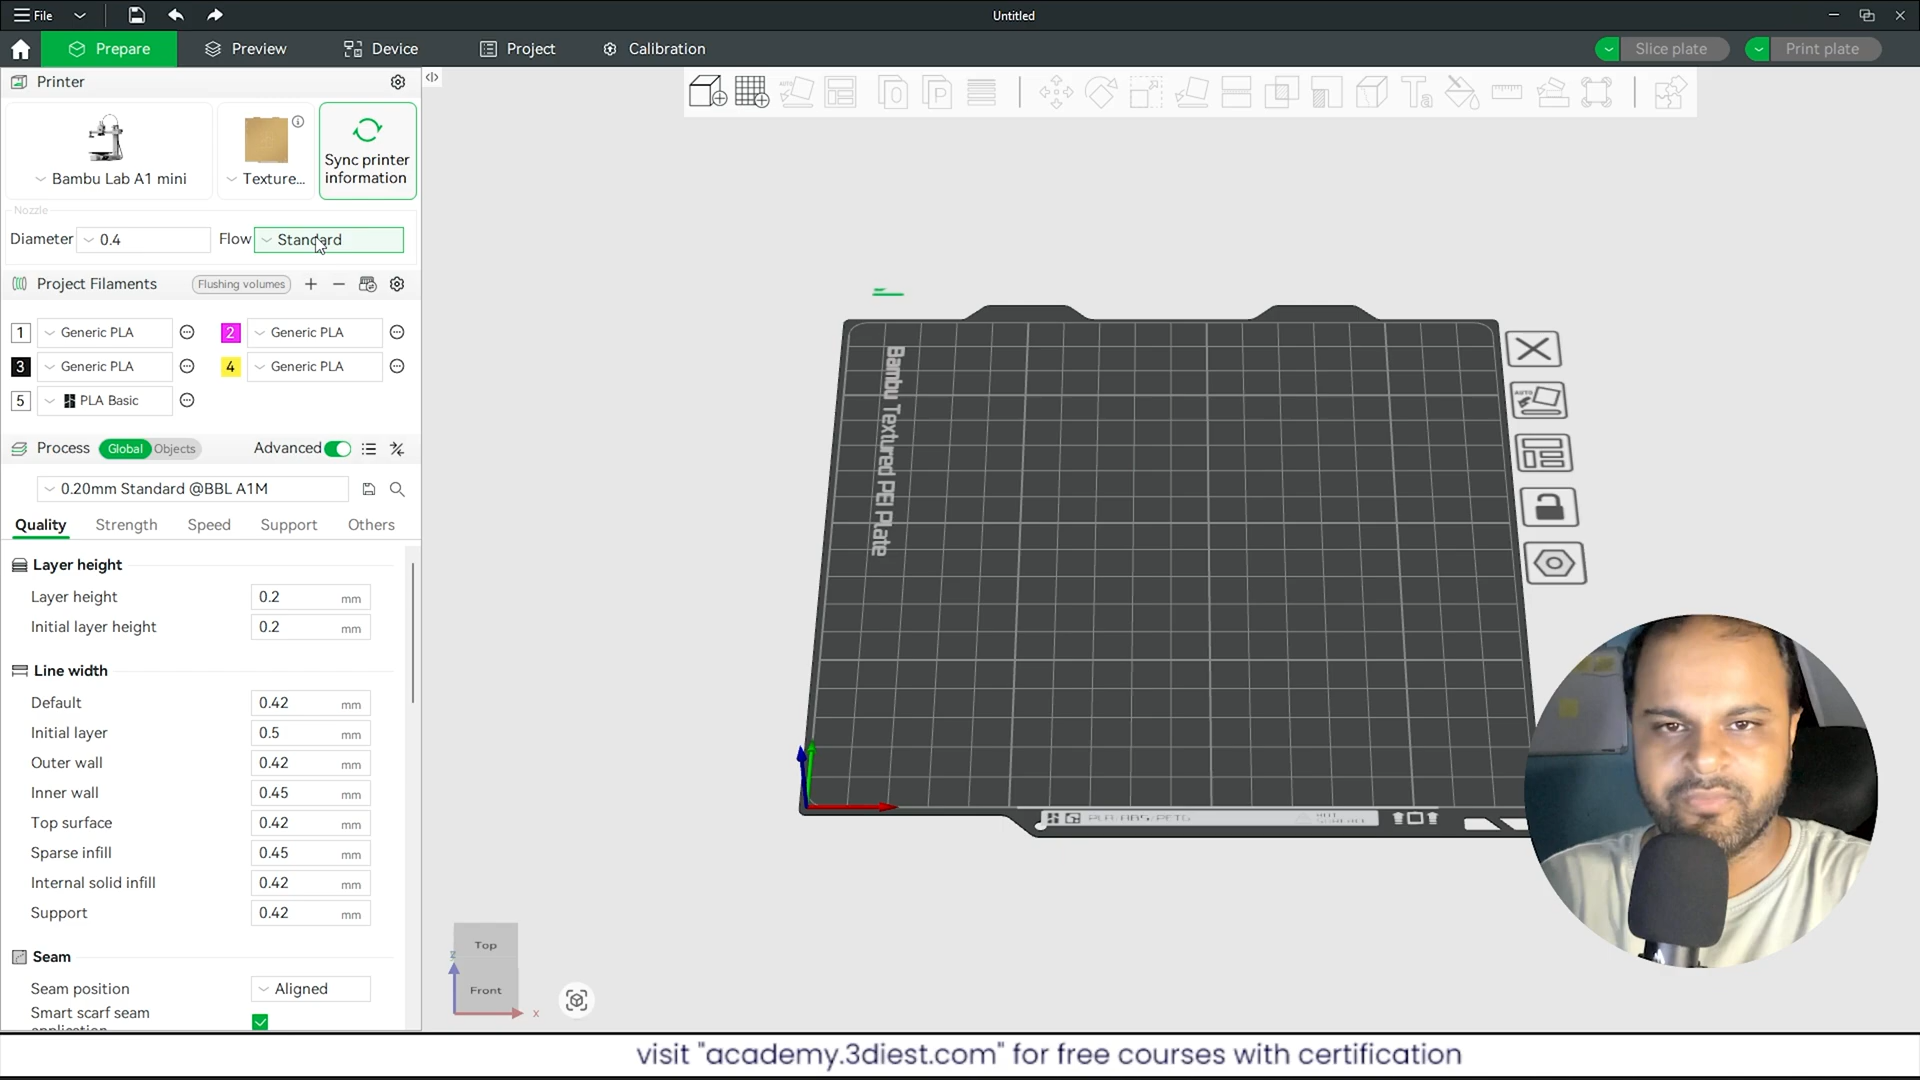 File
Untitled
Prepare
Preview
Device
Project
Calibration
Slice plate
Print plate
Printer
Bambu Lab A1 mini
Texture...
Sync printer
information
Nozzle
Diameter 0.4 Flow Standard
Project Filaments Flushing volumes
1 Generic PLA 2 Generic PLA
3 Generic PLA 4 Generic PLA
5 PLA Basic
Process Global Objects Advanced
0.20mm Standard @BBL A1M
Quality Strength Speed Support Others
Layer height
Layer height 0.2 mm
Initial layer height 0.2 mm
Line width
Default 0.42 mm
Initial layer 0.5 mm
Outer wall 0.42 mm
Inner wall 0.45 mm
Top surface 0.42 mm
Sparse infill 0.45 mm
Internal solid infill 0.42 mm
Support 0.42 mm
Seam
Seam position Aligned
Smart scarf seam
application
AUTO
Bambu Textured PEI Plate
AUTO
PLA/ABS/PETG
Top
Front
z
x
visit "academy.3diest.com" for free courses with certification